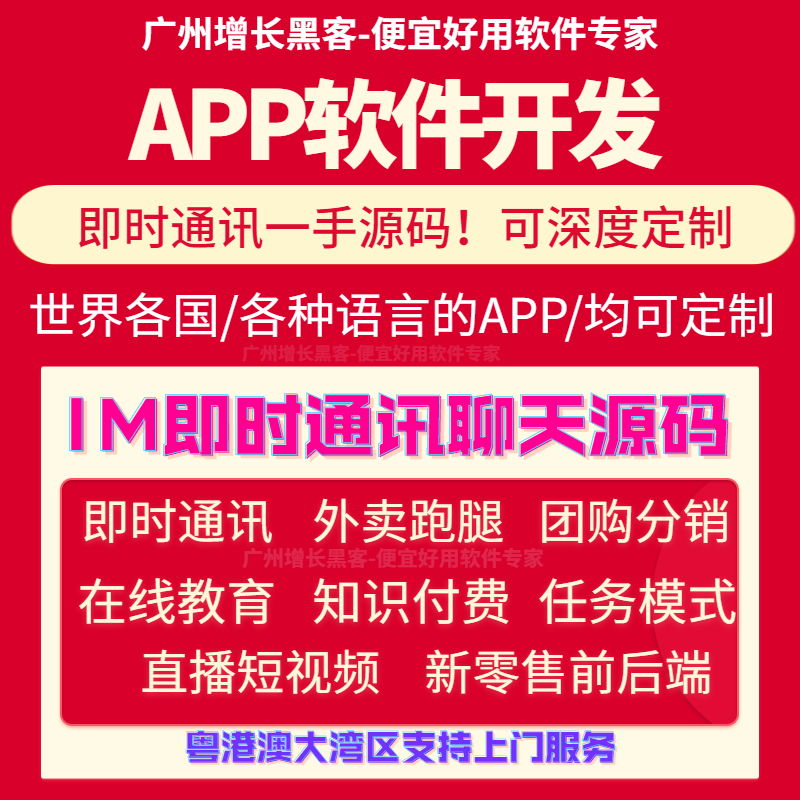 广州增长黑客-便宜好用软件专家
APP软件开发
即时通讯一手源码！可深度定制
世界各国/各种语言的APP/均可定制
广州增长黑客-便宜好用软件专家
IM即时通讯聊天源码
即时通讯 外卖跑腿 团购分销
广州增长黑客-便宜好用软件专家
在线教育 知识付费 任务模式
直播短视频 新零售前后端
粤港澳大湾区支持上门服务